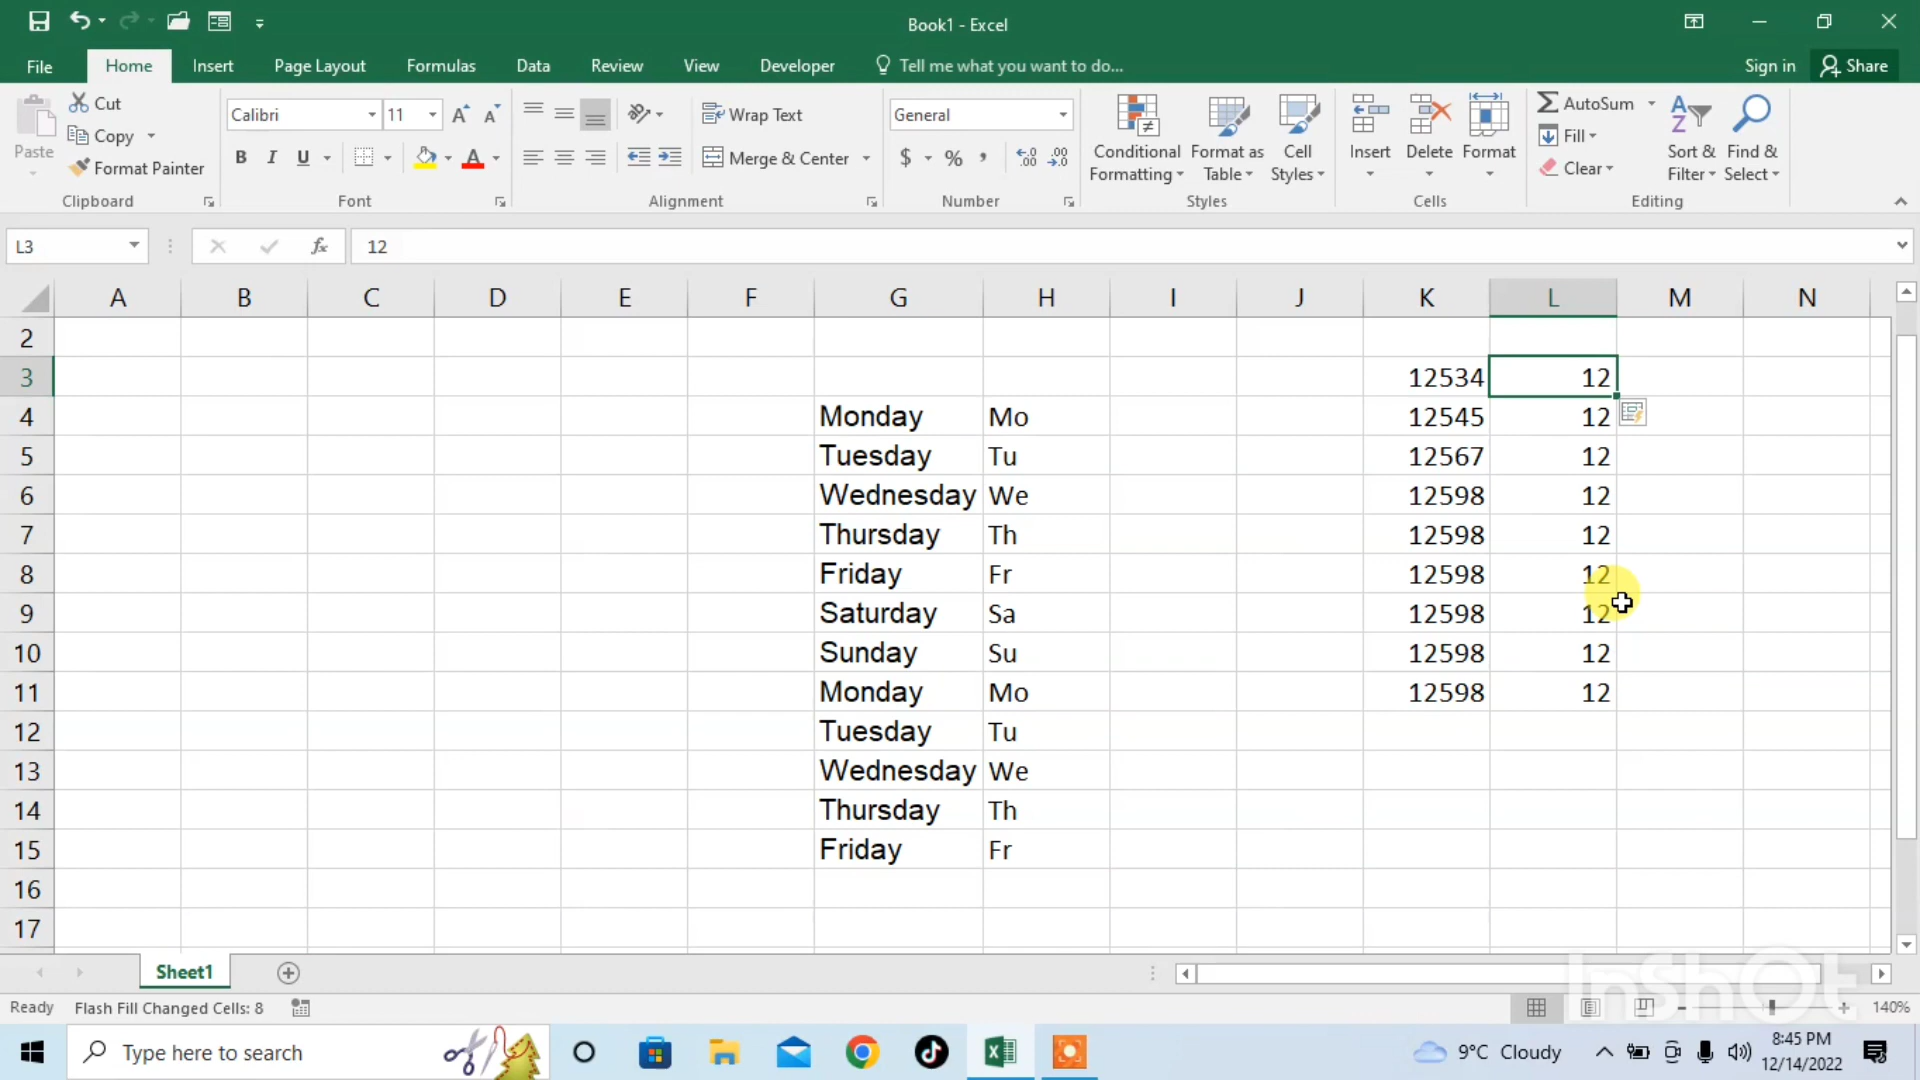 Book1 - Excel
File Home Insert Page Layout Formulas Data Review View Developer Tell me what you want to do... Sign in Share
Paste
Cut
Copy
Format Painter
Clipboard
Calibri 11
B I U
Font
Wrap Text
Merge & Center
Alignment
General
$ % ,
Number
Conditional Formatting
Format as Table
Cell Styles
Styles
Insert Delete Format
Cells
AutoSum
Fill
Clear
Sort & Filter
Find & Select
Editing
L3 fx 12
A B C D E F G H I J K L M N
2
3 12534 12
4 Monday Mo 12545 12
5 Tuesday Tu 12567 12
6 Wednesday We 12598 12
7 Thursday Th 12598 12
8 Friday Fr 12598 12
9 Saturday Sa 12598 12
10 Sunday Su 12598 12
11 Monday Mo 12598 12
12 Tuesday Tu
13 Wednesday We
14 Thursday Th
15 Friday Fr
16
17
Sheet1
InShOt
Ready Flash Fill Changed Cells: 8 140%
Type here to search 9°C Cloudy 8:45 PM
12/14/2022